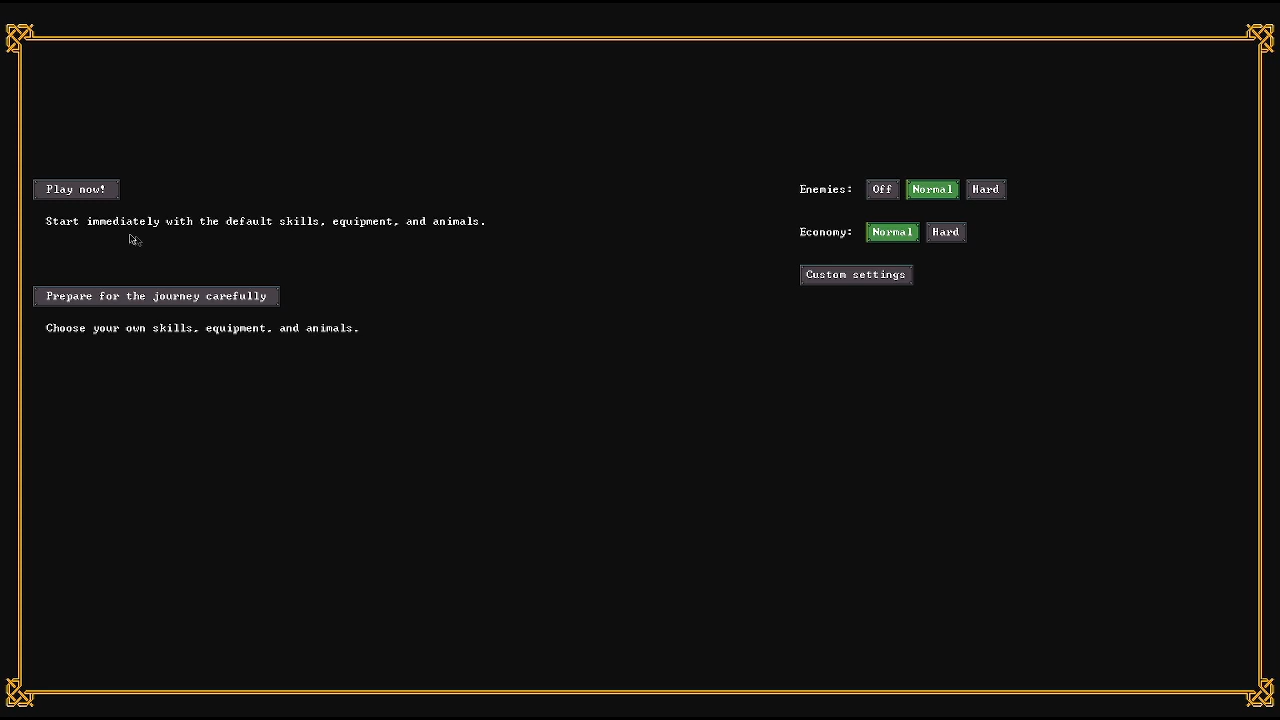 Play now!
Start immediately with the default skills, equipment, and animals.
Prepare for the journey carefully
Choose your own skills, equipment, and animals.
Enemies: Off Normal Hard
Economy: Normal Hard
Custom settings